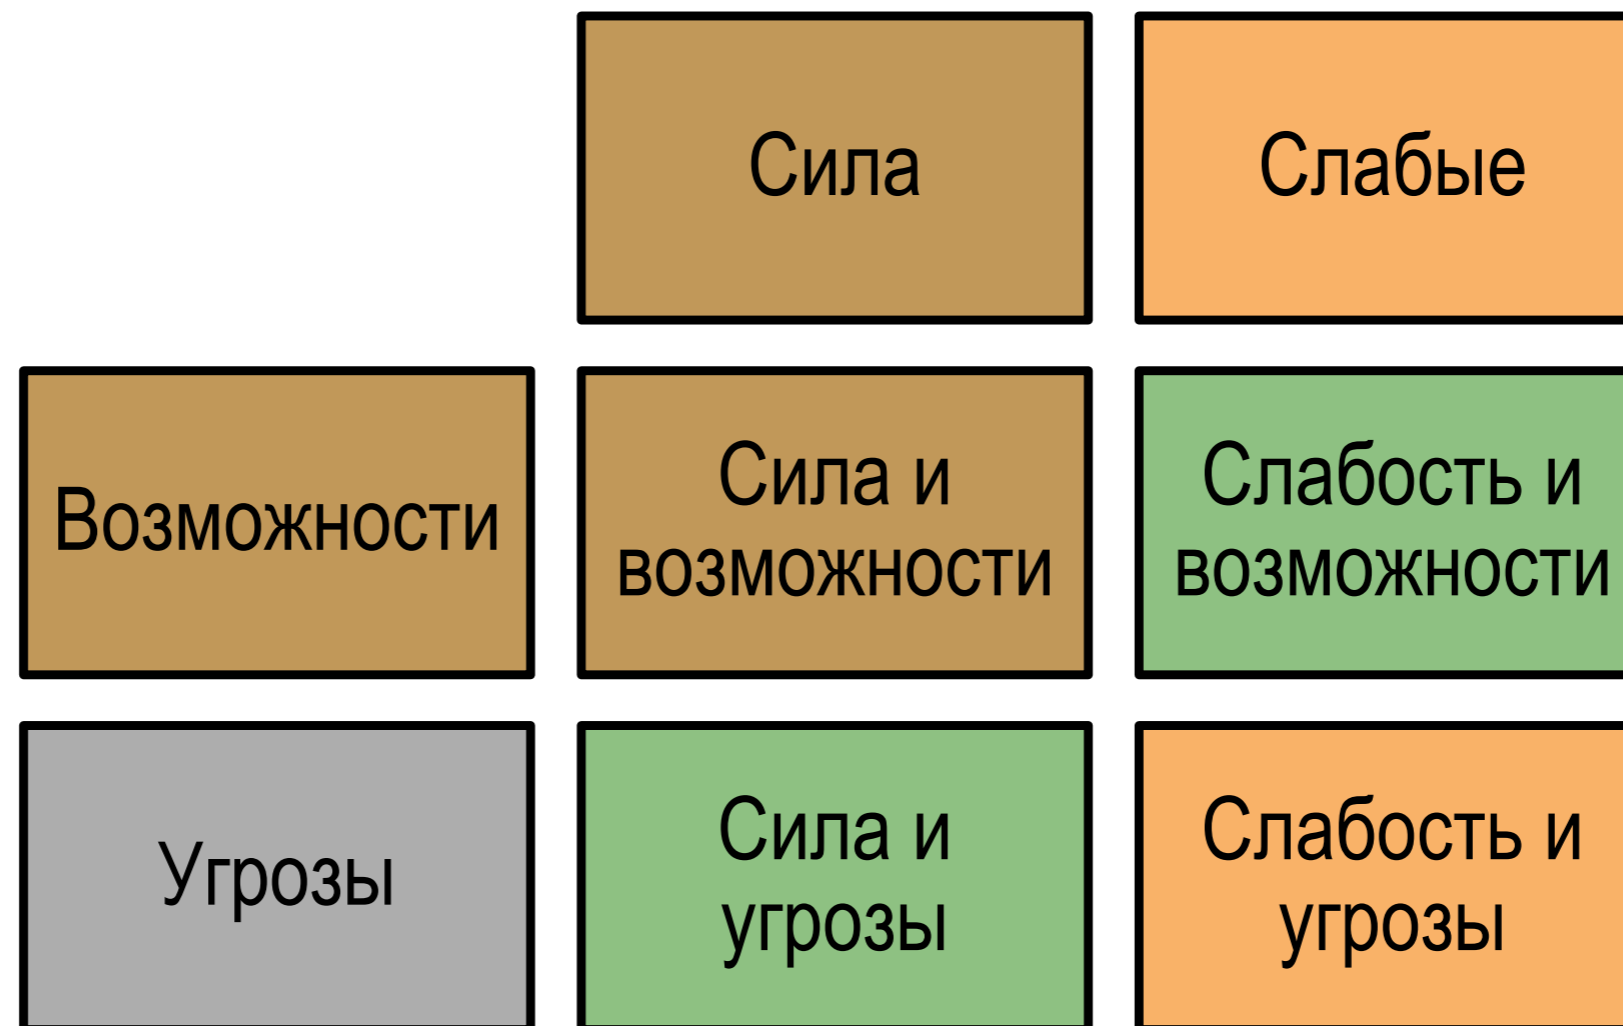 Сила
Слабые
Возможности
Сила и
возможности
Слабость и
возможности
Угрозы
Сила и
угрозы
Слабость и
угрозы